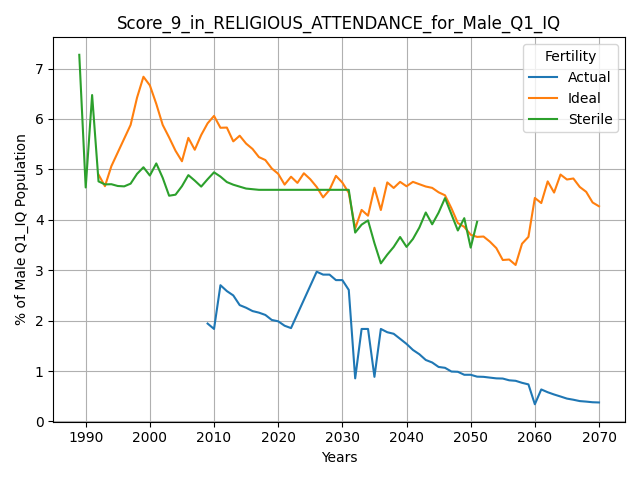 Score_9_in_RELIGIOUS_ATTENDANCE_for_Male_Q1_IQ
Fertility
Actual
Ideal
Sterile
% of Male Q1_IQ Population
7
6
5
4
3
2
1
0
1990 2000 2010 2020 2030 2040 2050 2060 2070
Years